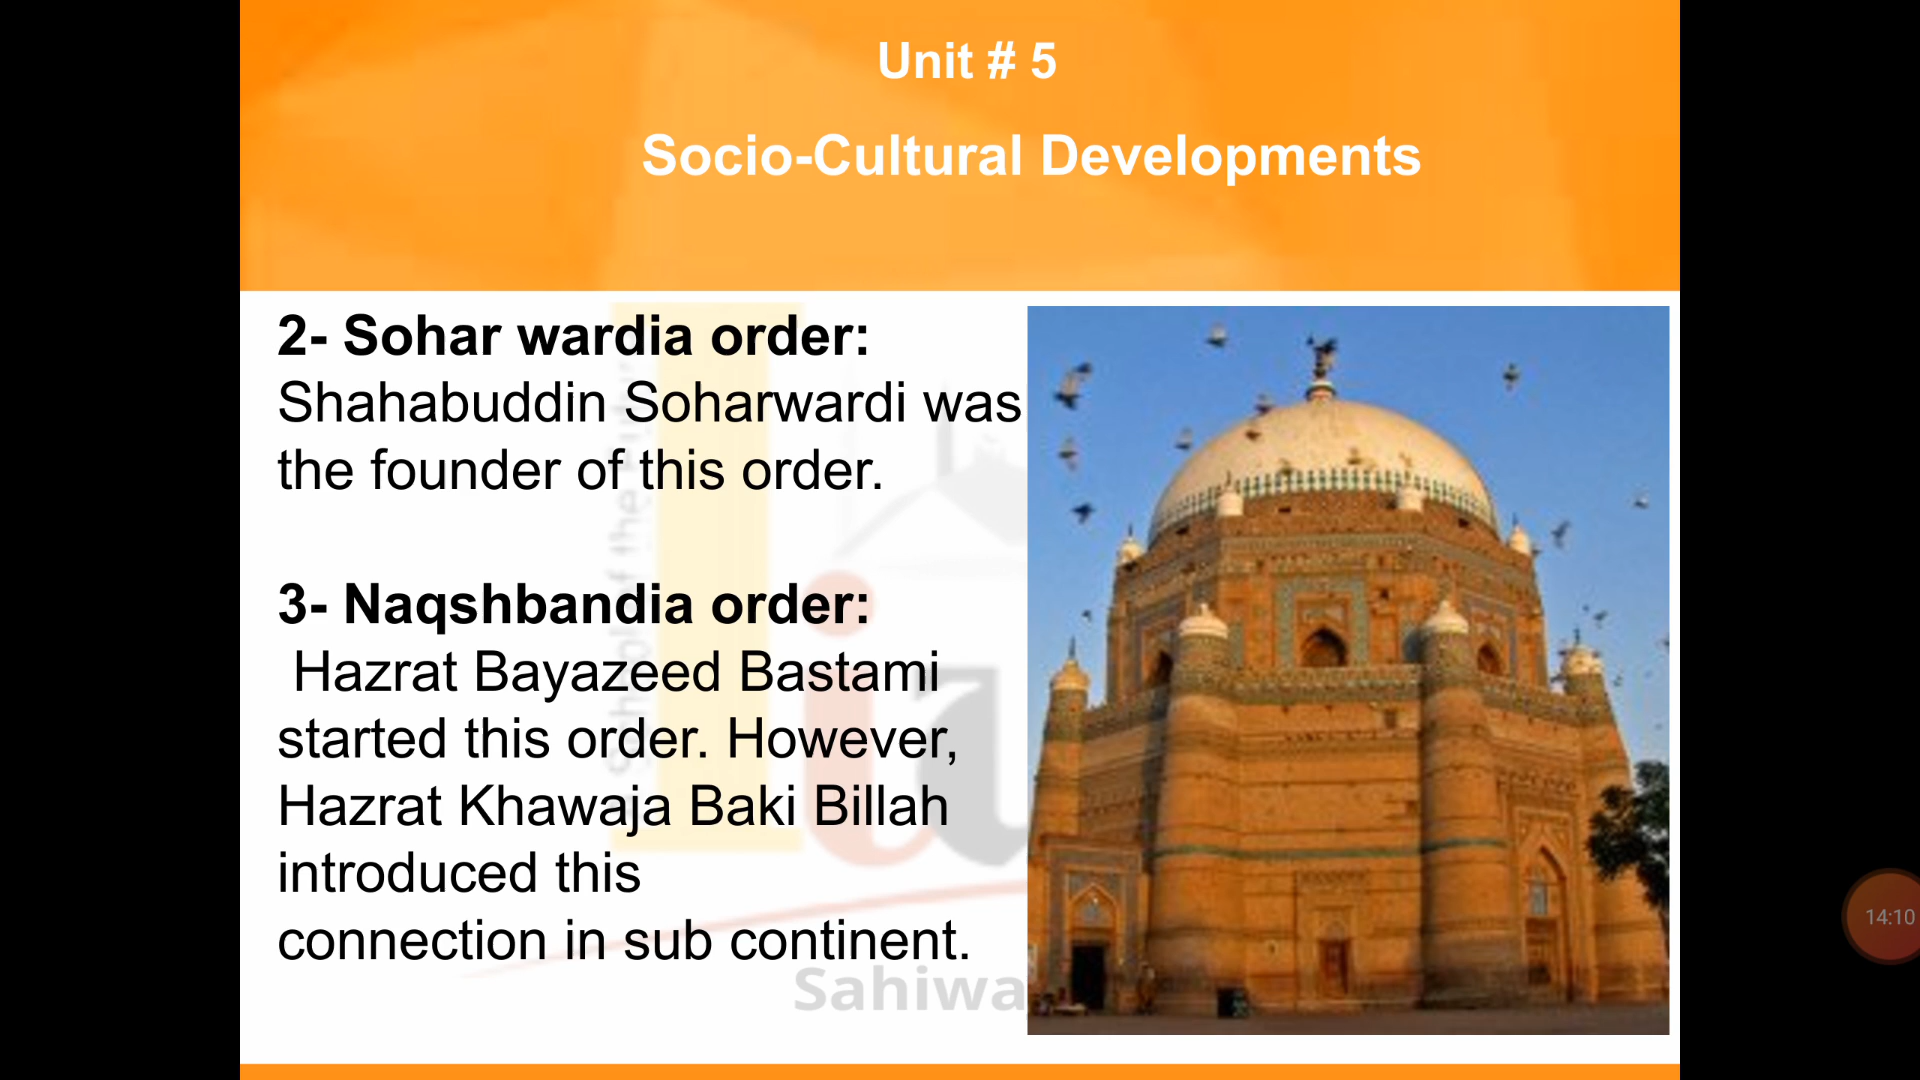 Unit # 5
Socio-Cultural Developments
2- Sohar wardia order:
Shahabuddin Soharwardi was
the founder of this order.
3- Naqshbandia order:
Hazrat Bayazeed Bastami
started this order. However,
Hazrat Khawaja Baki Billah
introduced this
connection in sub continent.
Sahiwa
14:10